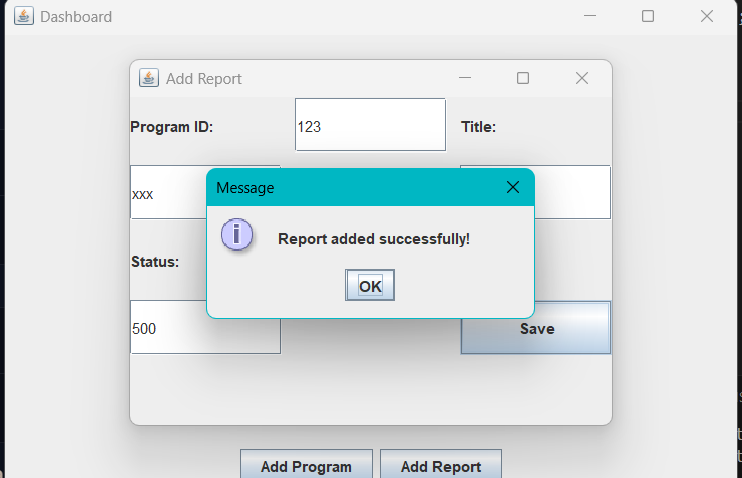 Dashboard
Add Report
Program ID:
123
Title:
xxx
Message
Report added successfully!
OK
Status:
500
Save
Add Program
Add Report